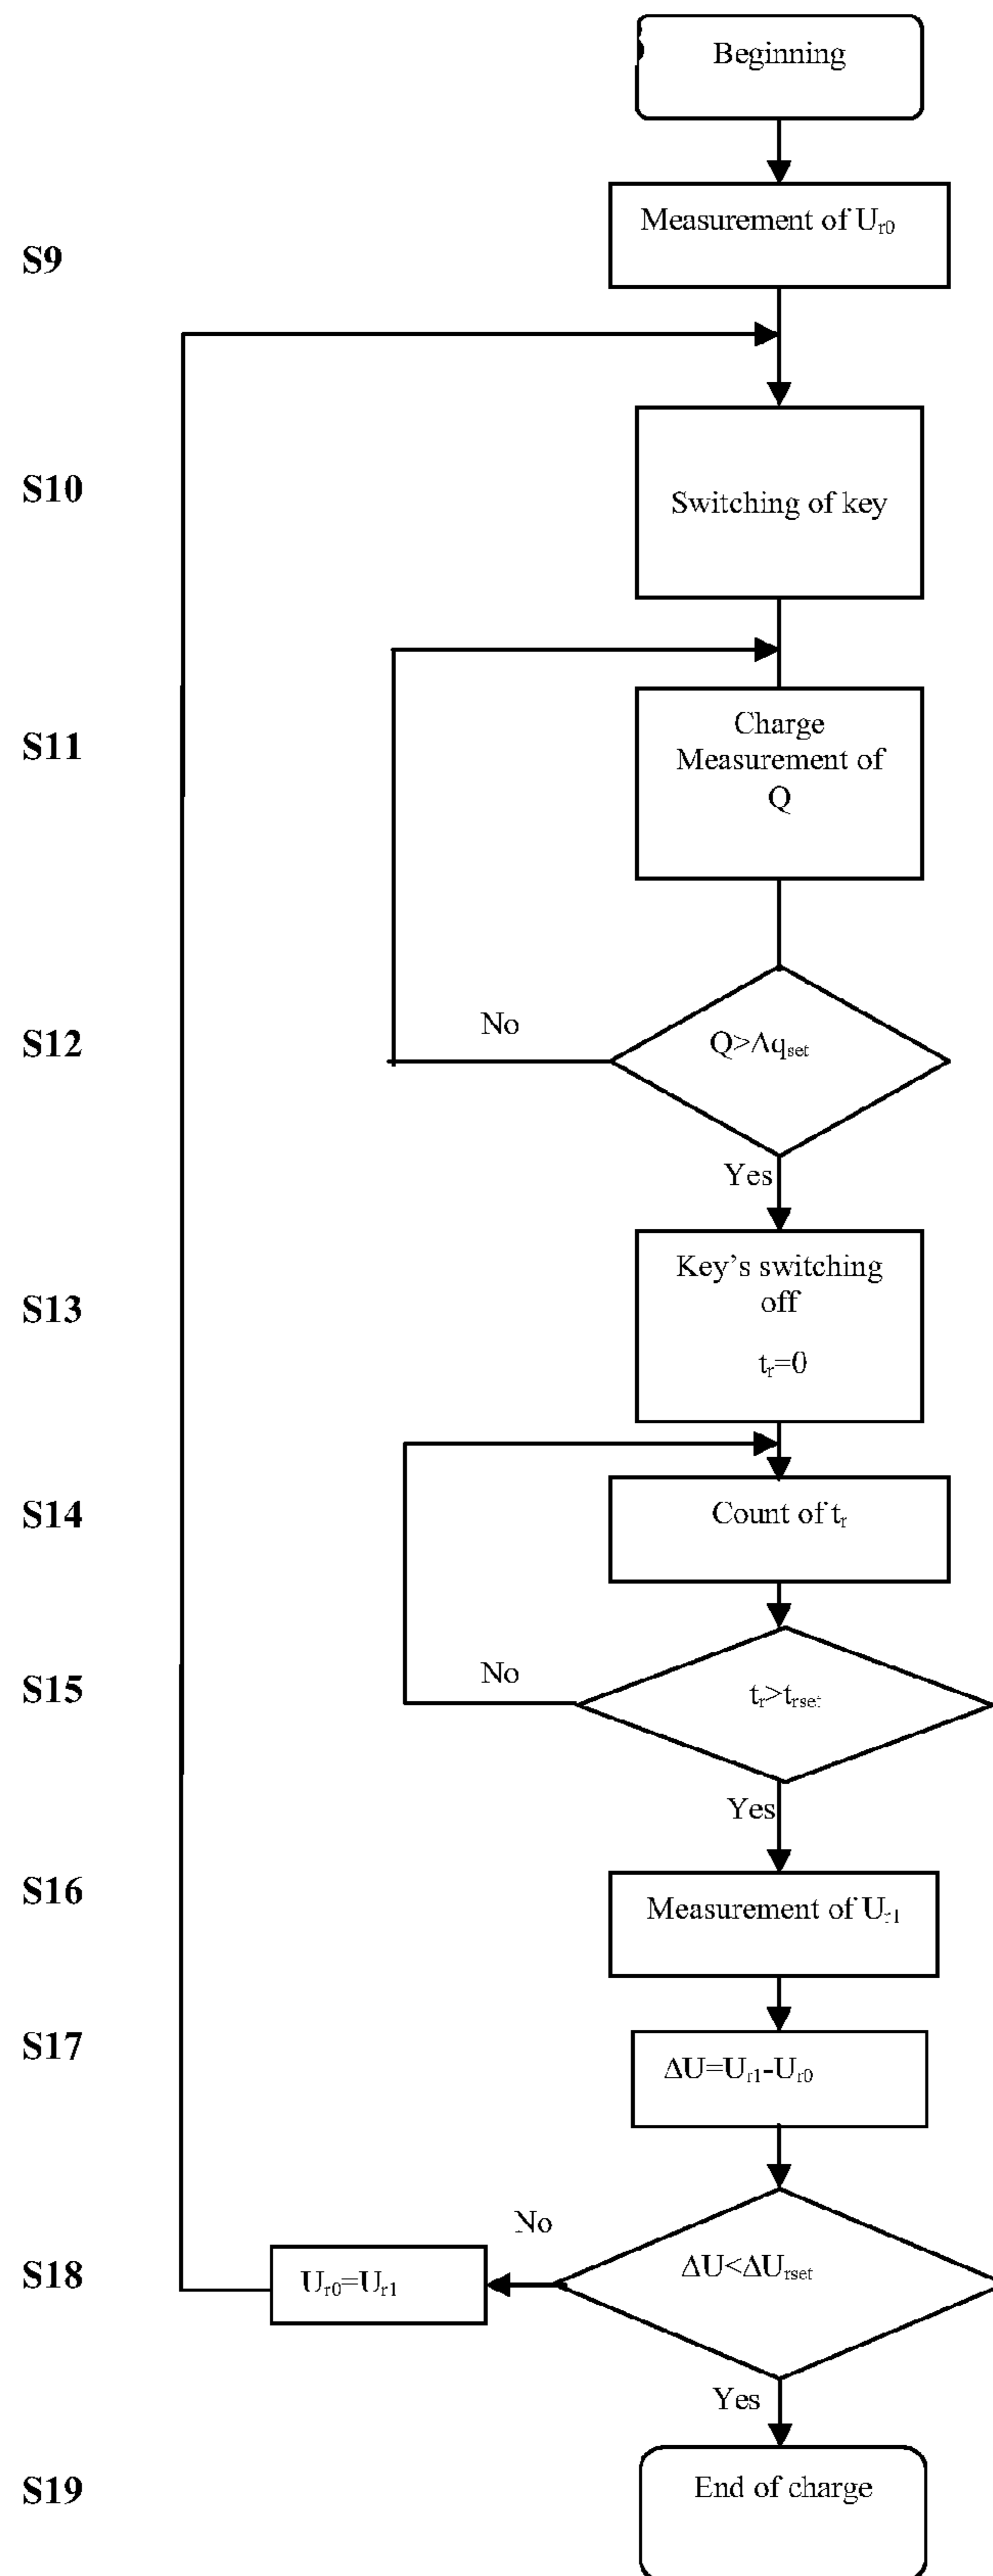 Beginning
Measurement of Ur0
S9
S10
Switching of key
S11
Charge
Measurement of
Q
S12
No
Q>Λqset
Yes
Key’s switching
off
S13
tr=0
S14
Count of tr
S15
No
tr>trset
Yes
S16
Measurement of Ur1
S17
ΔU=Ur1-Ur0
No
S18
Ur0=Ur1
ΔU<ΔUrset
Yes
S19
End of charge